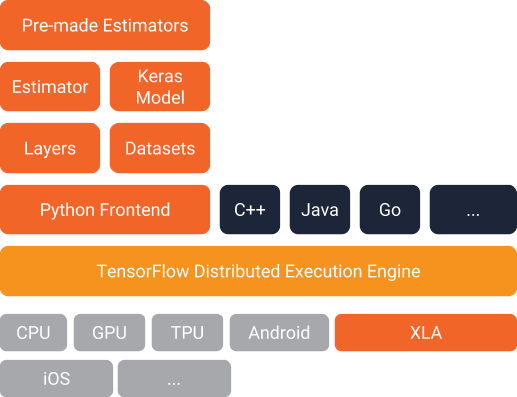 Pre-made Estimators
Estimator
Keras
Model
Layers
Datasets
Python Frontend
C++
Java
Go
...
TensorFlow Distributed Execution Engine
CPU
GPU
TPU
Android
XLA
iOS
...